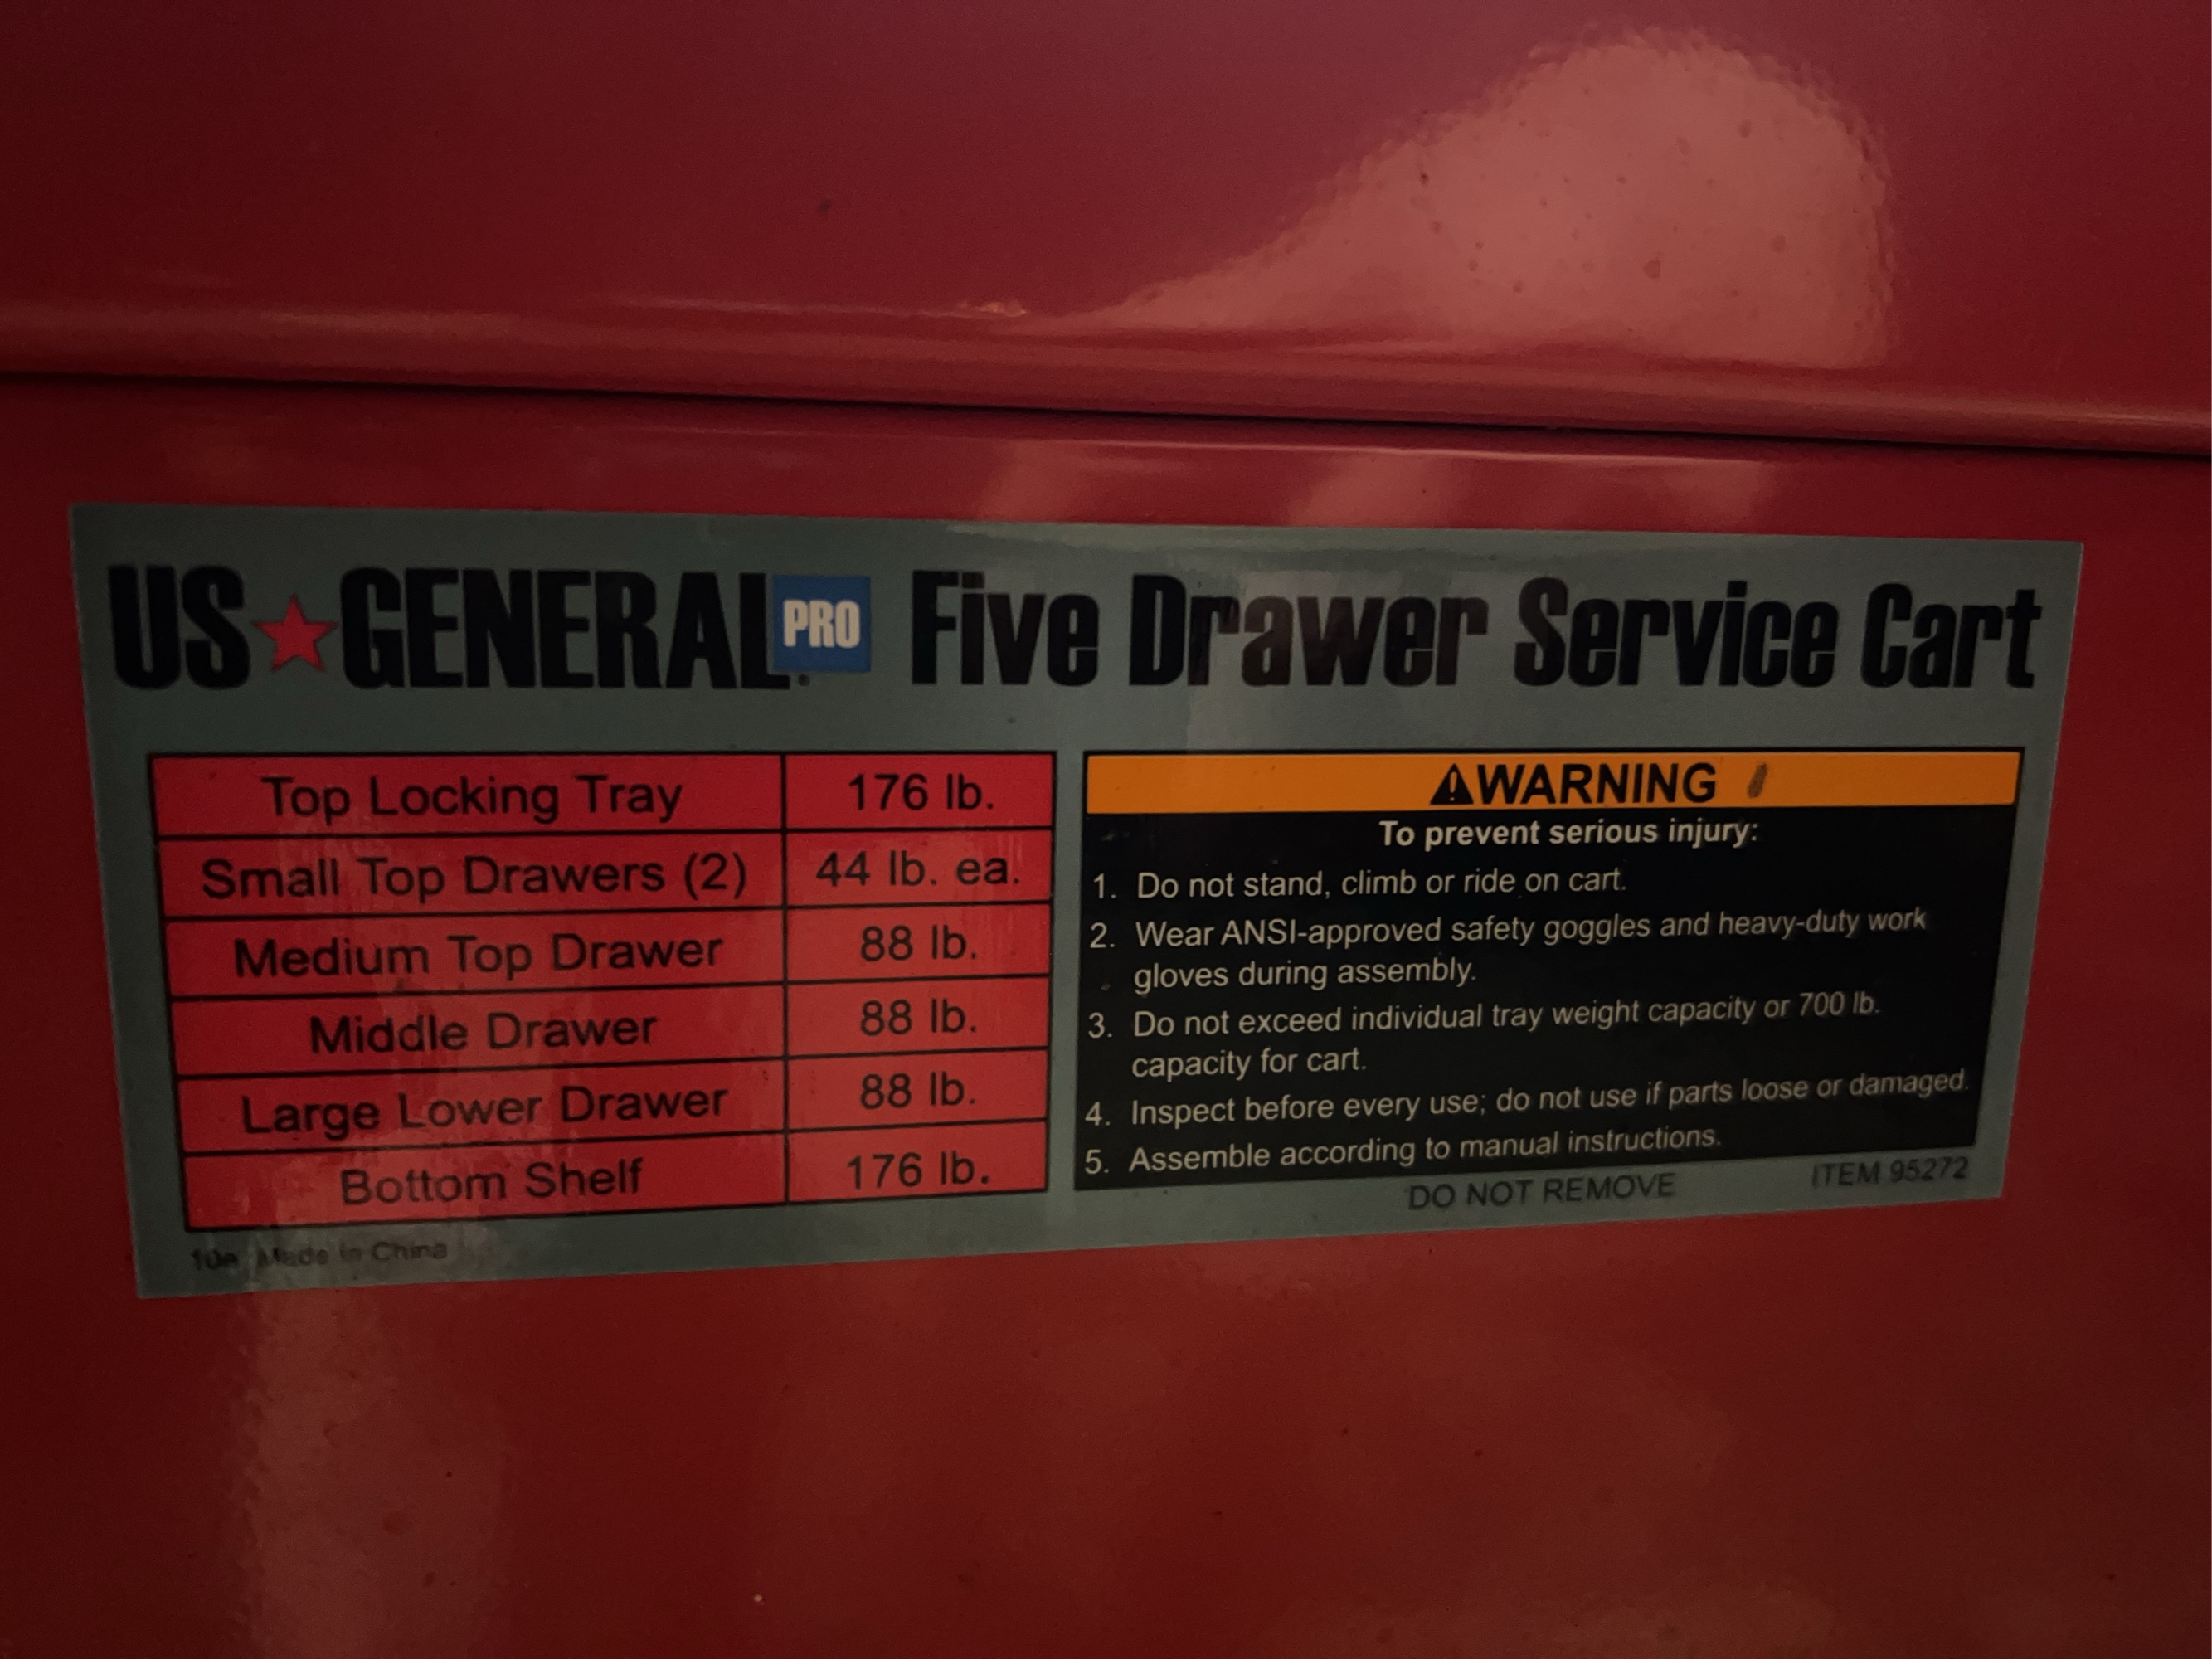 US★GENERAL PRO® Five Drawer Service Cart
Top Locking Tray 176 lb.
Small Top Drawers (2) 44 lb. ea.
Medium Top Drawer 88 lb.
Middle Drawer 88 lb.
Large Lower Drawer 88 lb.
Bottom Shelf 176 lb.
Made in China
⚠WARNING
To prevent serious injury:
1. Do not stand, climb or ride on cart.
2. Wear ANSI-approved safety goggles and heavy-duty work
gloves during assembly.
3. Do not exceed individual tray weight capacity or 700 lb.
capacity for cart.
4. Inspect before every use; do not use if parts loose or damaged.
5. Assemble according to manual instructions.
DO NOT REMOVE ITEM 95272